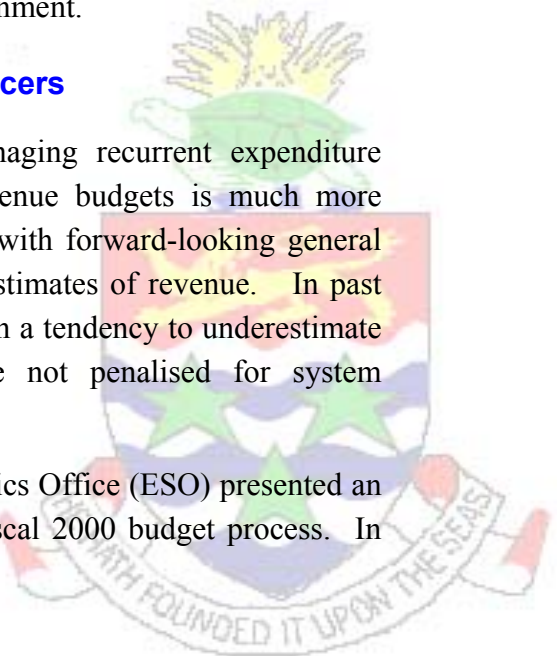 nment.
cers
naging recurrent expenditure
venue budgets is much more
with forward-looking general
stimates of revenue. In past
n a tendency to underestimate
e not penalised for system
ics Office (ESO) presented an
iscal 2000 budget process. In
HATH FOUNDED IT UPON THE SEAS